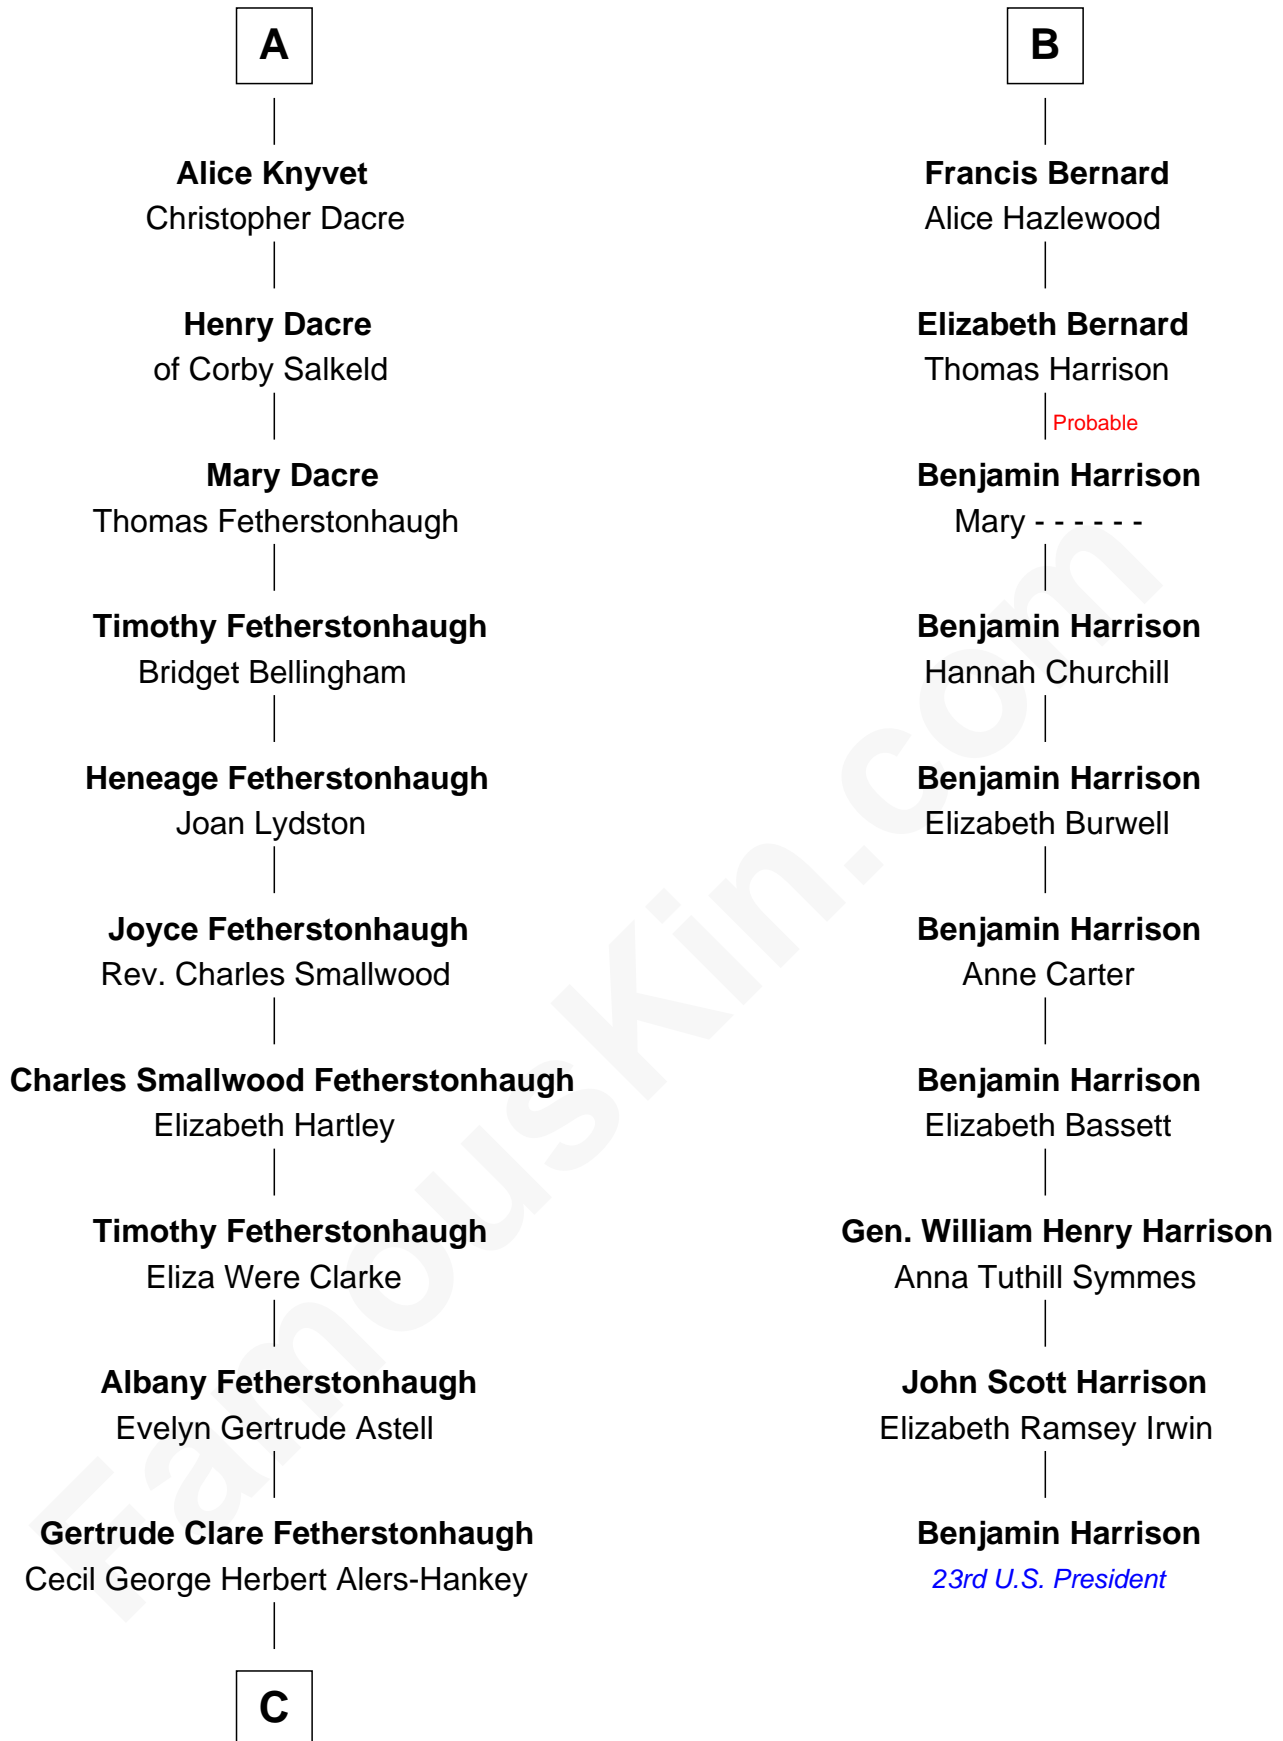 A
Alice Knyvet
Christopher Dacre
Henry Dacre
of Corby Salkeld
Mary Dacre
Thomas Fetherstonhaugh
Timothy Fetherstonhaugh
Bridget Bellingham
Heneage Fetherstonhaugh
Joan Lydston
Joyce Fetherstonhaugh
Rev. Charles Smallwood
Charles Smallwood Fetherstonhaugh
Elizabeth Hartley
Timothy Fetherstonhaugh
Eliza Were Clarke
Albany Fetherstonhaugh
Evelyn Gertrude Astell
Gertrude Clare Fetherstonhaugh
Cecil George Herbert Alers-Hankey
C
B
Francis Bernard
Alice Hazlewood
Elizabeth Bernard
Thomas Harrison
Probable
Benjamin Harrison
Mary - - - - - -
Benjamin Harrison
Hannah Churchill
Benjamin Harrison
Elizabeth Burwell
Benjamin Harrison
Anne Carter
Benjamin Harrison
Elizabeth Bassett
Gen. William Henry Harrison
Anna Tuthill Symmes
John Scott Harrison
Elizabeth Ramsey Irwin
Benjamin Harrison
23rd U.S. President
FamousKin.com